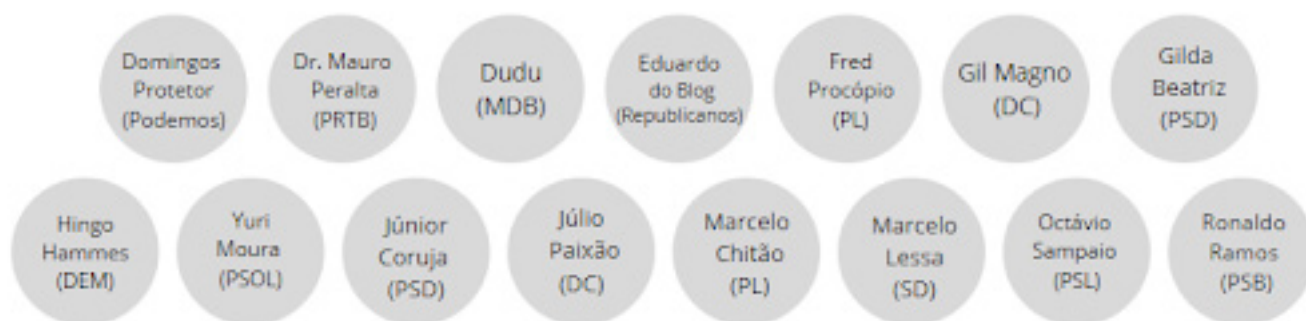 Domingos
Protetor
(Podemos)
Dr. Mauro
Peralta
(PRTB)
Dudu
(MDB)
Eduardo
do Blog
(Republicanos)
Fred
Procópio
(PL)
Gil Magno
(DC)
Gilda
Beatriz
(PSD)
Hingo
Hammes
(DEM)
Yuri
Moura
(PSOL)
Júnior
Coruja
(PSD)
Júlio
Paixão
(DC)
Marcelo
Chitão
(PL)
Marcelo
Lessa
(SD)
Octávio
Sampaio
(PSL)
Ronaldo
Ramos
(PSB)